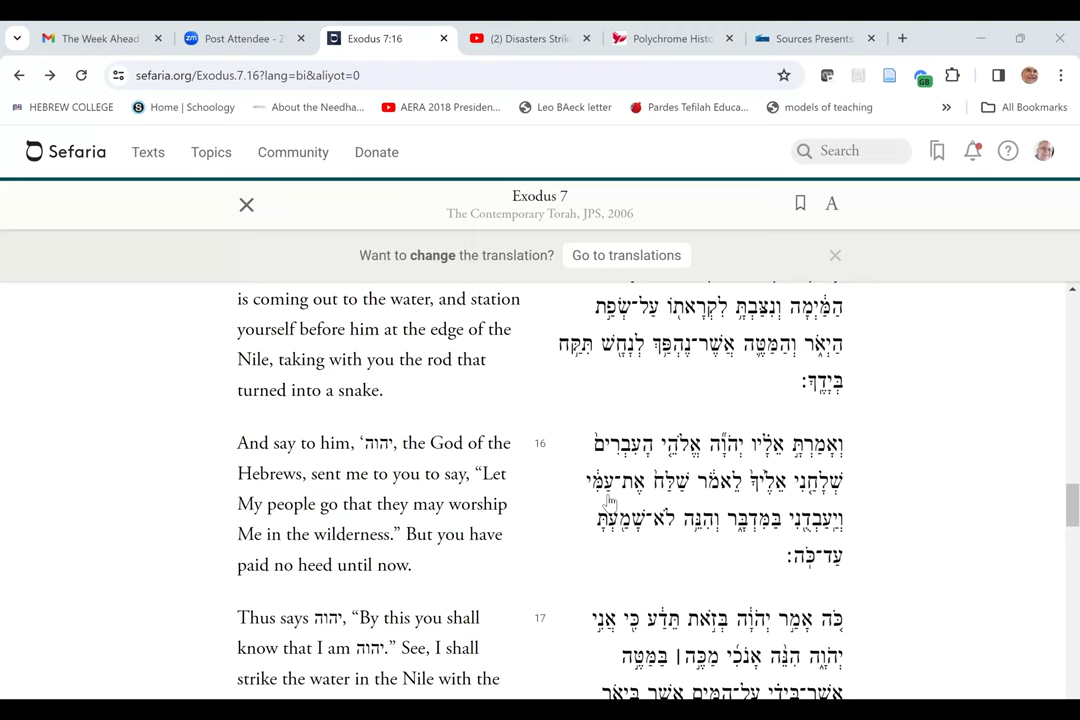 The Week Ahead
Post Attendee - Z
Exodus 7:16
(2) Disasters Strik
Polychrome Histo
Sources Presents:
sefaria.org/Exodus.7.16?lang=bi&aliyot=0
HEBREW COLLEGE
Home | Schoology
About the Needha...
AERA 2018 Presiden...
Leo BAeck letter
Pardes Tefilah Educa...
models of teaching
All Bookmarks
Sefaria
Texts
Topics
Community
Donate
Search
Exodus 7
The Contemporary Torah, JPS, 2006
A
Want to change the translation?
Go to translations
is coming out to the water, and station
yourself before him at the edge of the
Nile, taking with you the rod that
turned into a snake.
הַמַּ֔יְמָה וְנִצַּבְתָּ֥ לִקְרָאת֖וֹ עַל־שְׂפַ֣ת
הַיְאֹ֑ר וְהַמַּטֶּ֛ה אֲשֶׁר־נֶהְפַּ֥ךְ לְנָחָ֖שׁ תִּקַּ֥ח
בְּיָדֶֽךָ׃
And say to him, ‘יהוה, the God of the
Hebrews, sent me to you to say, “Let
My people go that they may worship
Me in the wilderness.” But you have
paid no heed until now.
16
וְאָמַרְתָּ֣ אֵלָ֗יו יְהֹוָ֞ה אֱלֹהֵ֤י הָעִבְרִים֙
שְׁלָחַ֤נִי אֵלֶ֙יךָ֙ לֵאמֹ֔ר שַׁלַּח֙ אֶת־עַמִּ֔י
וְיַֽעַבְדֻ֖נִי בַּמִּדְבָּ֑ר וְהִנֵּ֥ה לֹא־שָׁמַ֖עְתָּ
עַד־כֹּֽה׃
Thus says יהוה, “By this you shall
know that I am יהוה.” See, I shall
strike the water in the Nile with the
17
כֹּ֚ה אָמַ֣ר יְהֹוָ֔ה בְּזֹ֣את תֵּדַ֔ע כִּ֖י אֲנִ֣י
יְהֹוָ֑ה הִנֵּ֨ה אָנֹכִ֜י מַכֶּ֣ה ׀ בַּמַּטֶּ֣ה
אֲשֶׁר־בְּיָדִ֗י עַל־הַמַּ֛יִם אֲשֶׁ֥ר בַּיְאֹ֖ר